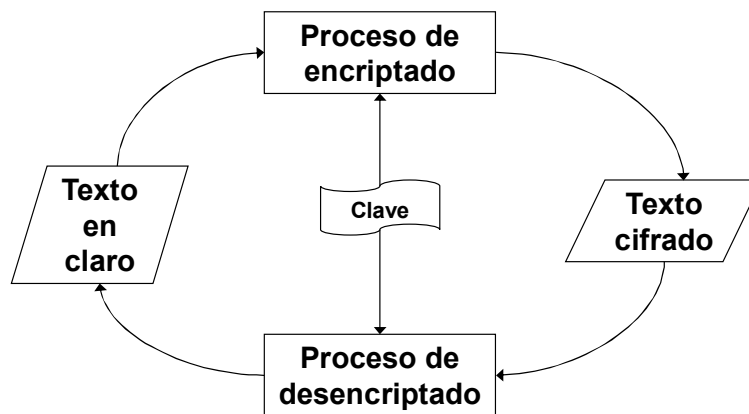 Proceso de
encriptado
Texto
en
claro
Clave
Texto
cifrado
Proceso de
desencriptado